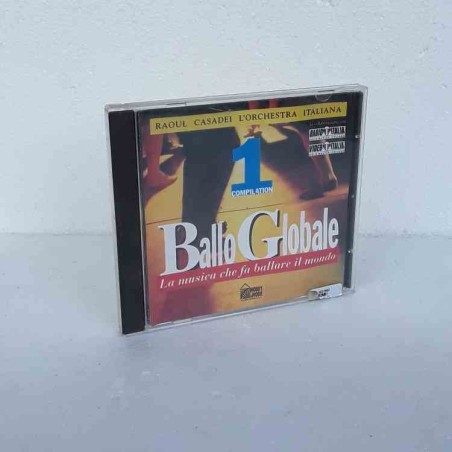 RAOUL CASADEI L'ORCHESTRA ITALIANA
1
COMPILATION
Ballo Globale
La musica che fa ballare il mondo